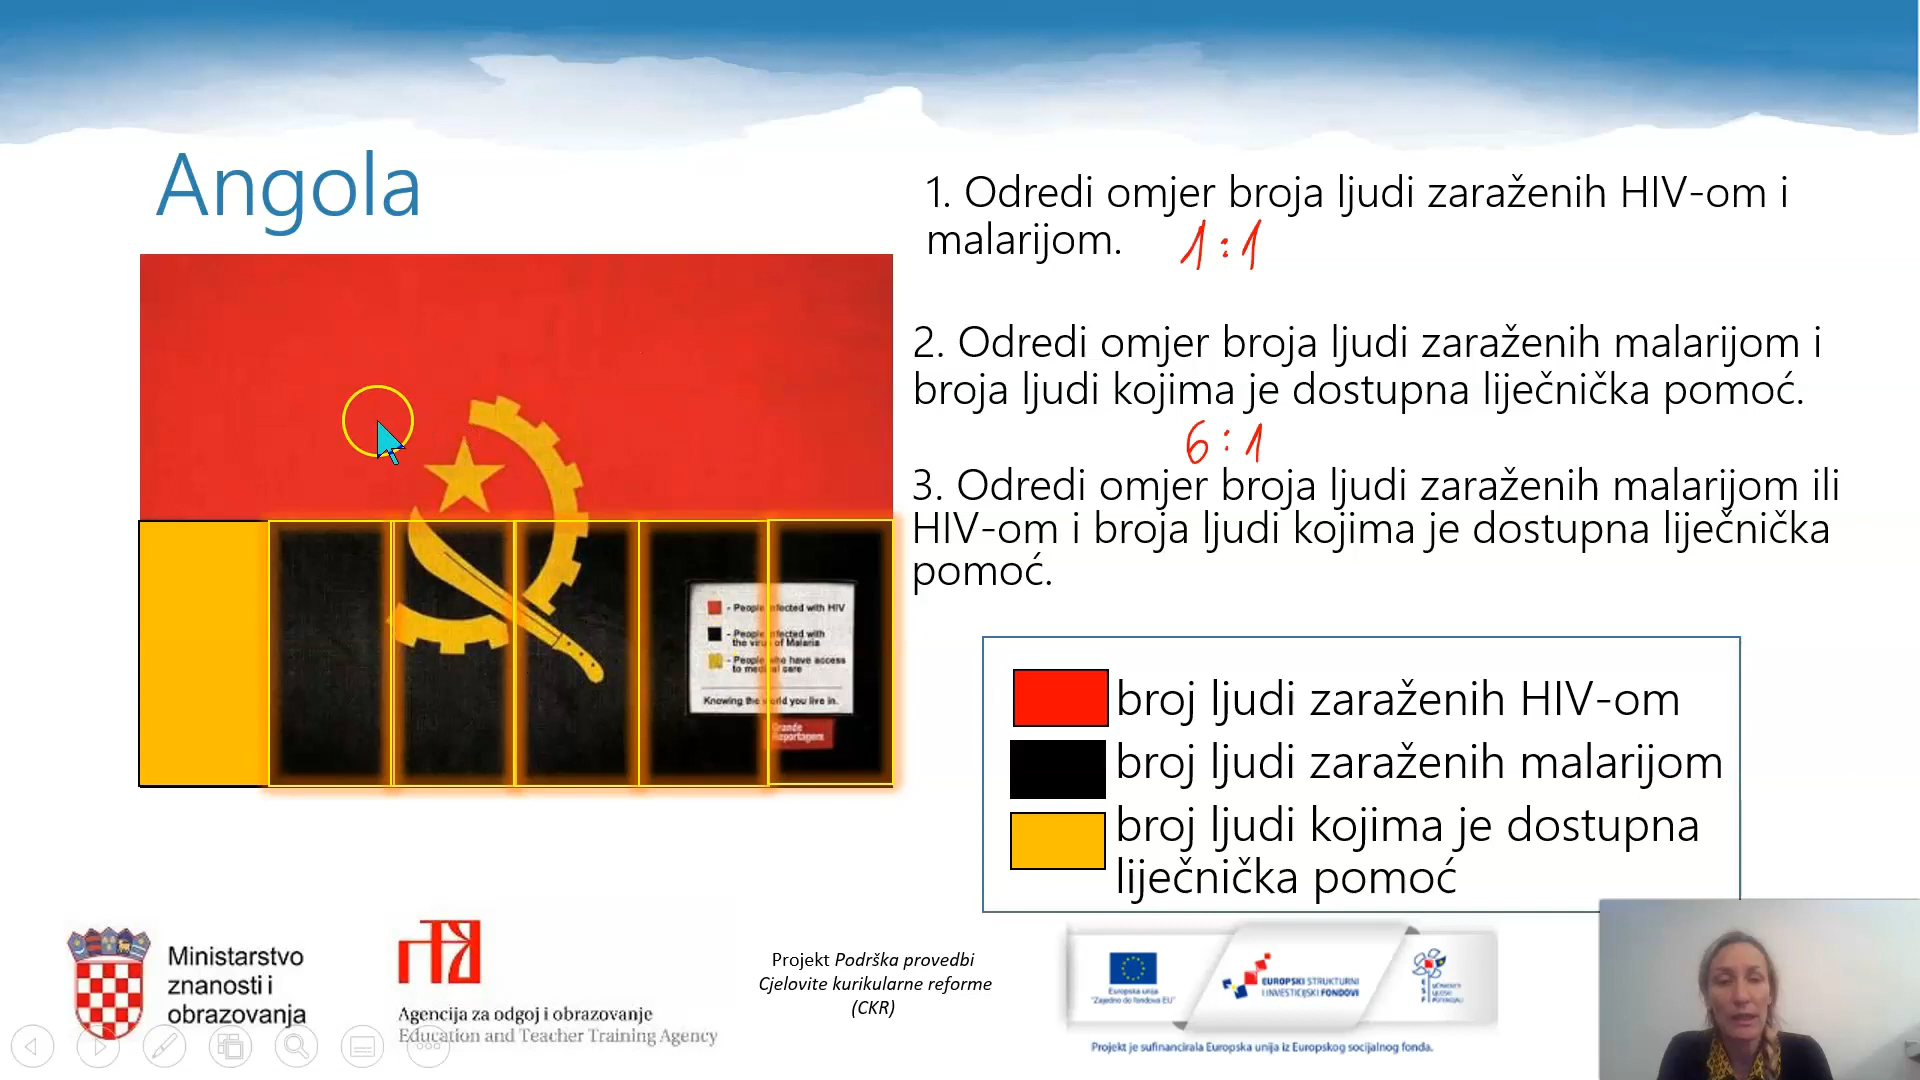 Angola
1. Odredi omjer broja ljudi zaraženih HIV-om i
malarijom.
1:1
2. Odredi omjer broja ljudi zaraženih malarijom i
broja ljudi kojima je dostupna liječnička pomoć.
6:1
3. Odredi omjer broja ljudi zaraženih malarijom ili
HIV-om i broja ljudi kojima je dostupna liječnička
pomoć.
- People infected with HIV
- People infected with
the virus of Malaria
- People who have access
to medical care
Knowing the world you live in.
Grande
Reportagem
broj ljudi zaraženih HIV-om
broj ljudi zaraženih malarijom
broj ljudi kojima je dostupna
liječnička pomoć
Ministarstvo
znanosti i
obrazovanja
Agencija za odgoj i obrazovanje
Education and Teacher Training Agency
Projekt Podrška provedbi
Cjelovite kurikularne reforme
(CKR)
Europska unija
"Zajedno do fondova EU"
EUROPSKI STRUKTURNI
I INVESTICIJSKI FONDOVI
Projekt je sufinancirala Europska unija iz Europskog socijalnog fonda.